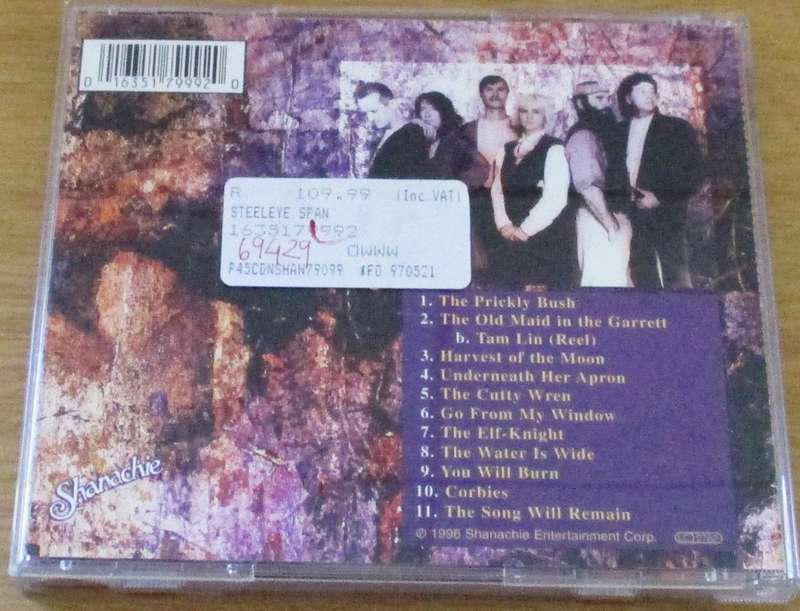 0 16351 79992 0
R 109.99 (Inc VAT)
STEELEYE SPAN
1635179992
69429 OWWW
P45CDNSHAN79099 #FO 970521
1. The Prickly Bush
2. The Old Maid in the Garrett
b. Tam Lin (Reel)
3. Harvest of the Moon
4. Underneath Her Apron
5. The Cutty Wren
6. Go From My Window
7. The Elf-Knight
8. The Water Is Wide
9. You Will Burn
10. Corbies
11. The Song Will Remain
Shanachie
© 1996 Shanachie Entertainment Corp.